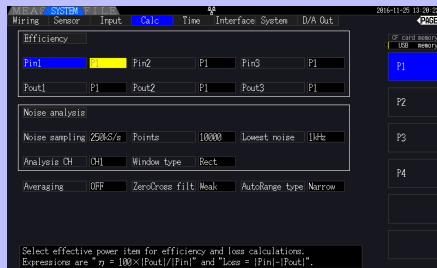 MEAS SYSTEM FILE 2016-11-25 13:20:2
Wiring Sensor Input Calc Time Interface System D/A Out PAGE
CF card memory
USB memory
Efficiency
Pin1 P1 Pin2 P1 Pin3 P1
Pout1 P1 Pout2 P1 Pout3 P1
P1
P2
P3
P4
Noise analysis
Noise sampling 250kS/s Points 10000 Lowest noise 1kHz
Analysis CH CH1 Window type Rect
Averaging OFF ZeroCross filt Weak AutoRange type Narrow
Select effective power item for efficiency and loss calculations.
Expressions are "η = 100×|Pout|/|Pin|" and "Loss = |Pin|-|Pout|".